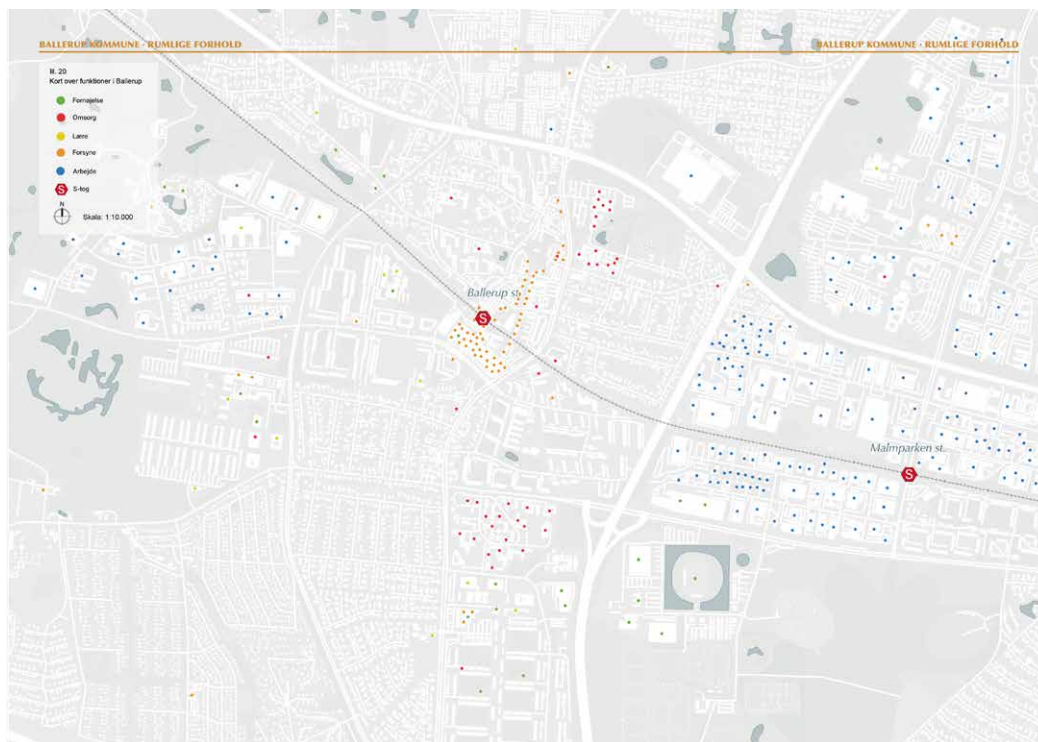 BALLERUP KOMMUNE · RUMLIGE FORHOLD
BALLERUP KOMMUNE · RUMLIGE FORHOLD
Ill. 20
Kort over funktioner i Ballerup
Fornøjelse
Omsorg
Lære
Forsyne
Arbejde
S S-tog
N
Skala: 1:10.000
Ballerup st.
S
Malmparken st.
S